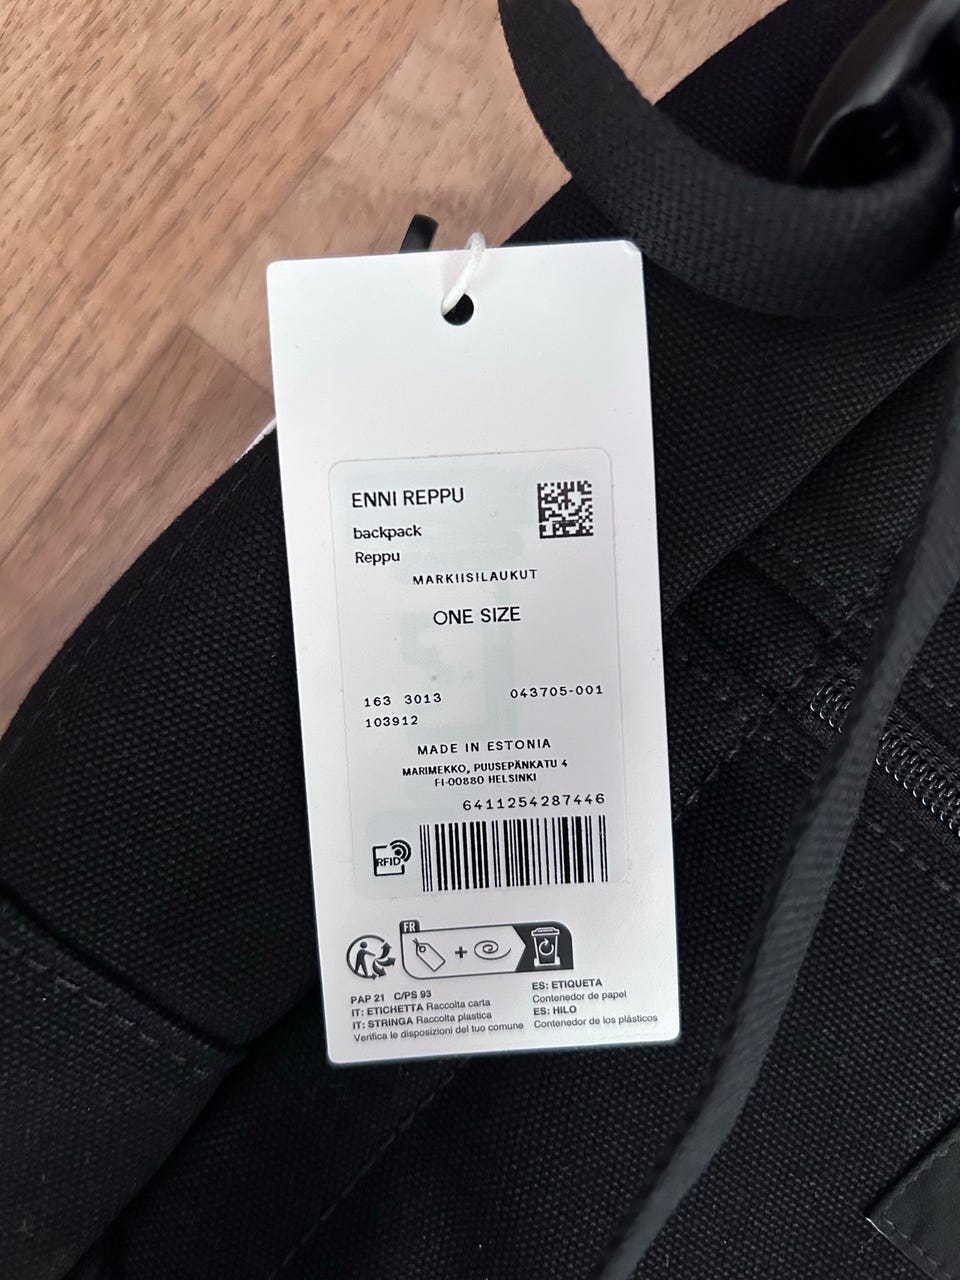 ENNI REPPU
backpack
Reppu
MARKIISILAUKUT
ONE SIZE
163 3013 043705-001
103912
MADE IN ESTONIA
MARIMEKKO, PUUSEPÄNKATU 4
FI-00880 HELSINKI
6411254287446
RFID
FR
+
PAP 21 C/PS 93
IT: ETICHETTA Raccolta carta
IT: STRINGA Raccolta plastica
Verifica le disposizioni del tuo comune
ES: ETIQUETA
Contenedor de papel
ES: HILO
Contenedor de los plásticos